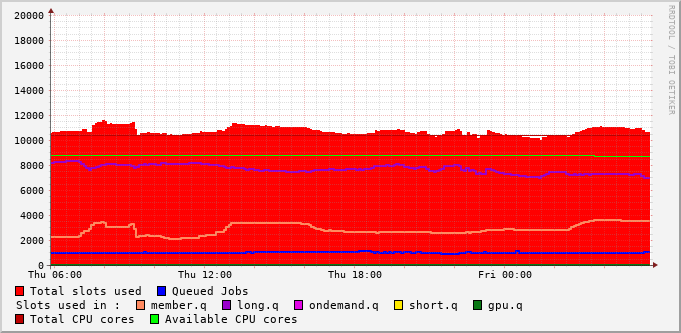 20000
18000
16000
14000
12000
10000
8000
6000
4000
2000
0
Thu 06:00 Thu 12:00 Thu 18:00 Fri 00:00
RRDTOOL / TOBI OETIKER
Total slots used Queued Jobs
Slots used in : member.q long.q ondemand.q short.q gpu.q
Total CPU cores Available CPU cores